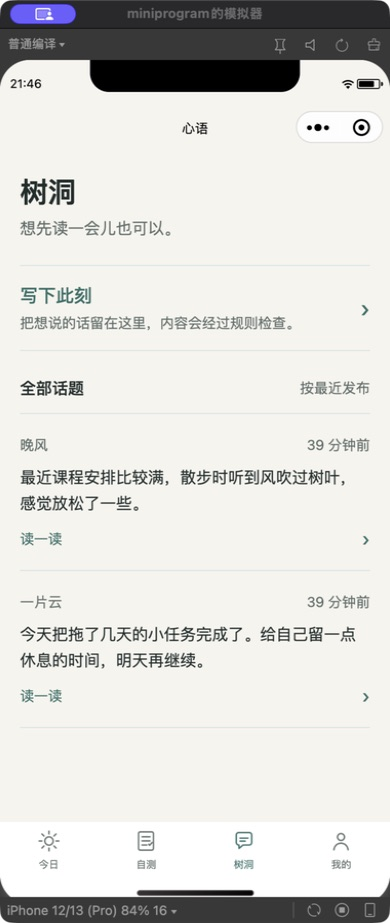 miniprogram的模拟器
普通编译
21:46
心语
树洞
想先读一会儿也可以。
写下此刻
把想说的话留在这里，内容会经过规则检查。
全部话题 按最近发布
晚风 39 分钟前
最近课程安排比较满，散步时听到风吹过树叶，
感觉放松了一些。
读一读
一片云 39 分钟前
今天把拖了几天的小任务完成了。给自己留一点
休息的时间，明天再继续。
读一读
今日 自测 树洞 我的
iPhone 12/13 (Pro) 84% 16